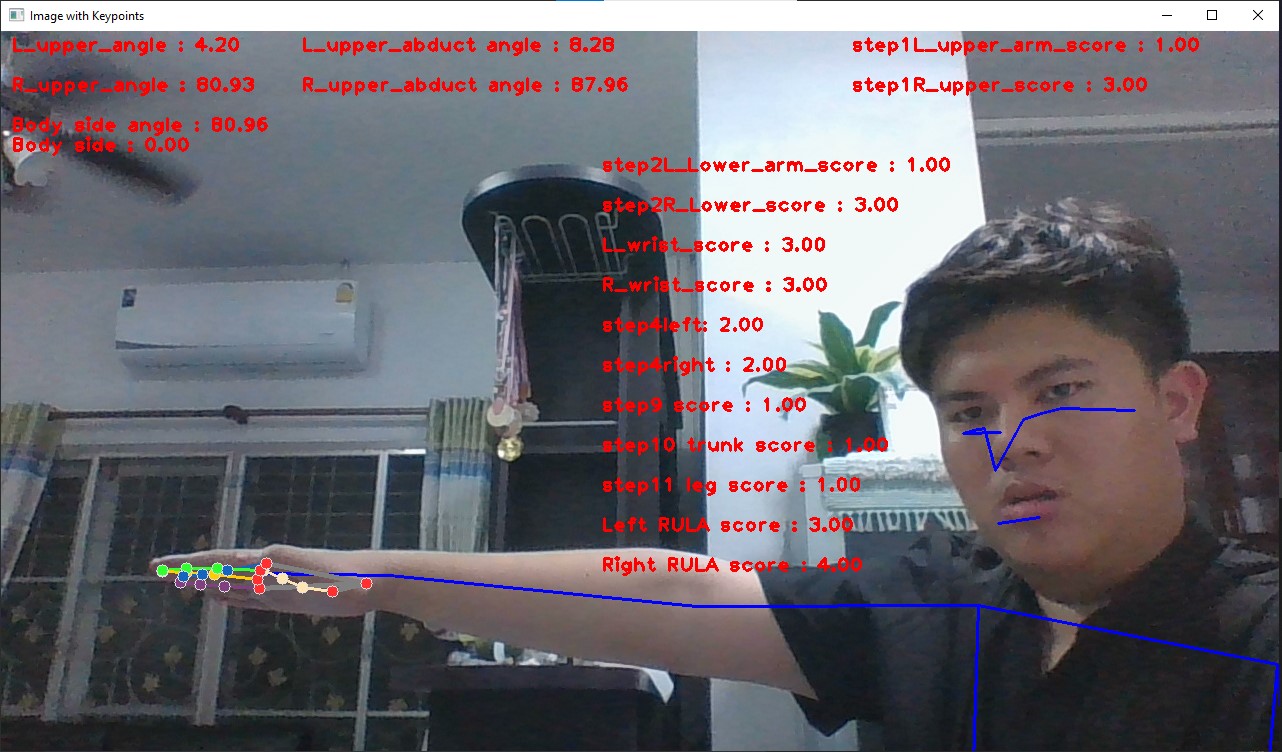 Image with Keypoints
L_upper_angle : 4.20 L_upper_abduct angle : 8.28 step1L_upper_arm_score : 1.00
R_upper_angle : 80.93 R_upper_abduct angle : 87.96 step1R_upper_score : 3.00
Body side angle : 80.96
Body side : 0.00
step2L_Lower_arm_score : 1.00
step2R_Lower_score : 3.00
L_wrist_score : 3.00
R_wrist_score : 3.00
step4left: 2.00
step4right : 2.00
step9 score : 1.00
step10 trunk score : 1.00
step11 leg score : 1.00
Left RULA score : 3.00
Right RULA score : 4.00